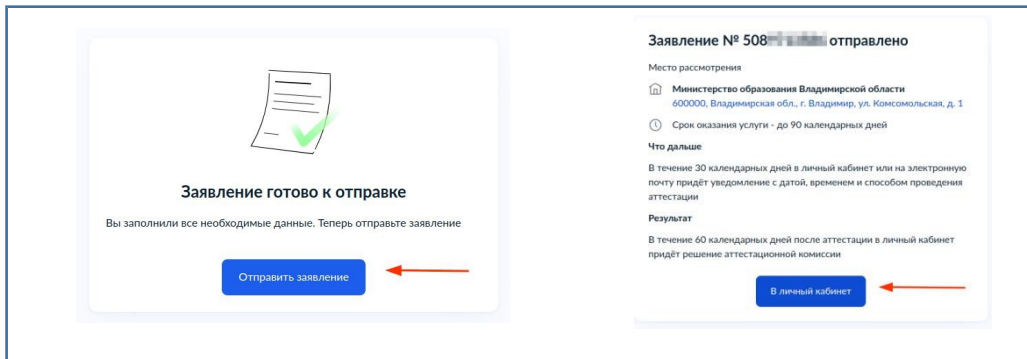 Заявление готово к отправке
Вы заполнили все необходимые данные. Теперь отправьте заявление
Отправить заявление
Заявление № 508 отправлено
Место рассмотрения
Министерство образования Владимирской области
600000, Владимирская обл., г. Владимир, ул. Комсомольская, д. 1
Срок оказания услуги - до 90 календарных дней
Что дальше
В течение 30 календарных дней в личный кабинет или на электронную
почту придёт уведомление с датой, временем и способом проведения
аттестации
Результат
В течение 60 календарных дней после аттестации в личный кабинет
придёт решение аттестационной комиссии
В личный кабинет